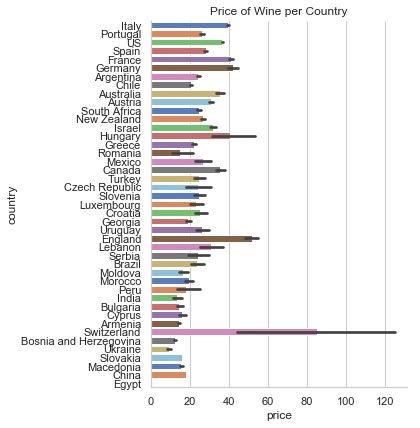 Price of Wine per Country
country
Italy
Portugal
US
Spain
France
Germany
Argentina
Chile
Australia
Austria
South Africa
New Zealand
Israel
Hungary
Greece
Romania
Mexico
Canada
Turkey
Czech Republic
Slovenia
Luxembourg
Croatia
Georgia
Uruguay
England
Lebanon
Serbia
Brazil
Moldova
Morocco
Peru
India
Bulgaria
Cyprus
Armenia
Switzerland
Bosnia and Herzegovina
Ukraine
Slovakia
Macedonia
China
Egypt
0 20 40 60 80 100 120
price